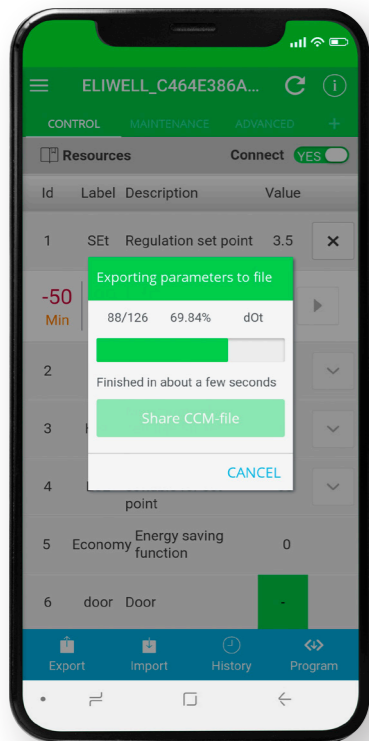 ELIWELL_C464E386A...
CONTROL MAINTENANCE ADVANCED +
Resources Connect YES
Id Label Description Value
1 SEt Regulation set point 3.5 ×
Exporting parameters to file
-50
Min
88/126 69.84% dOt
2
Finished in about a few seconds
3
Share CCM-file
4
point
CANCEL
5 Economy Energy saving function 0
6 door Door -
Export Import History Program